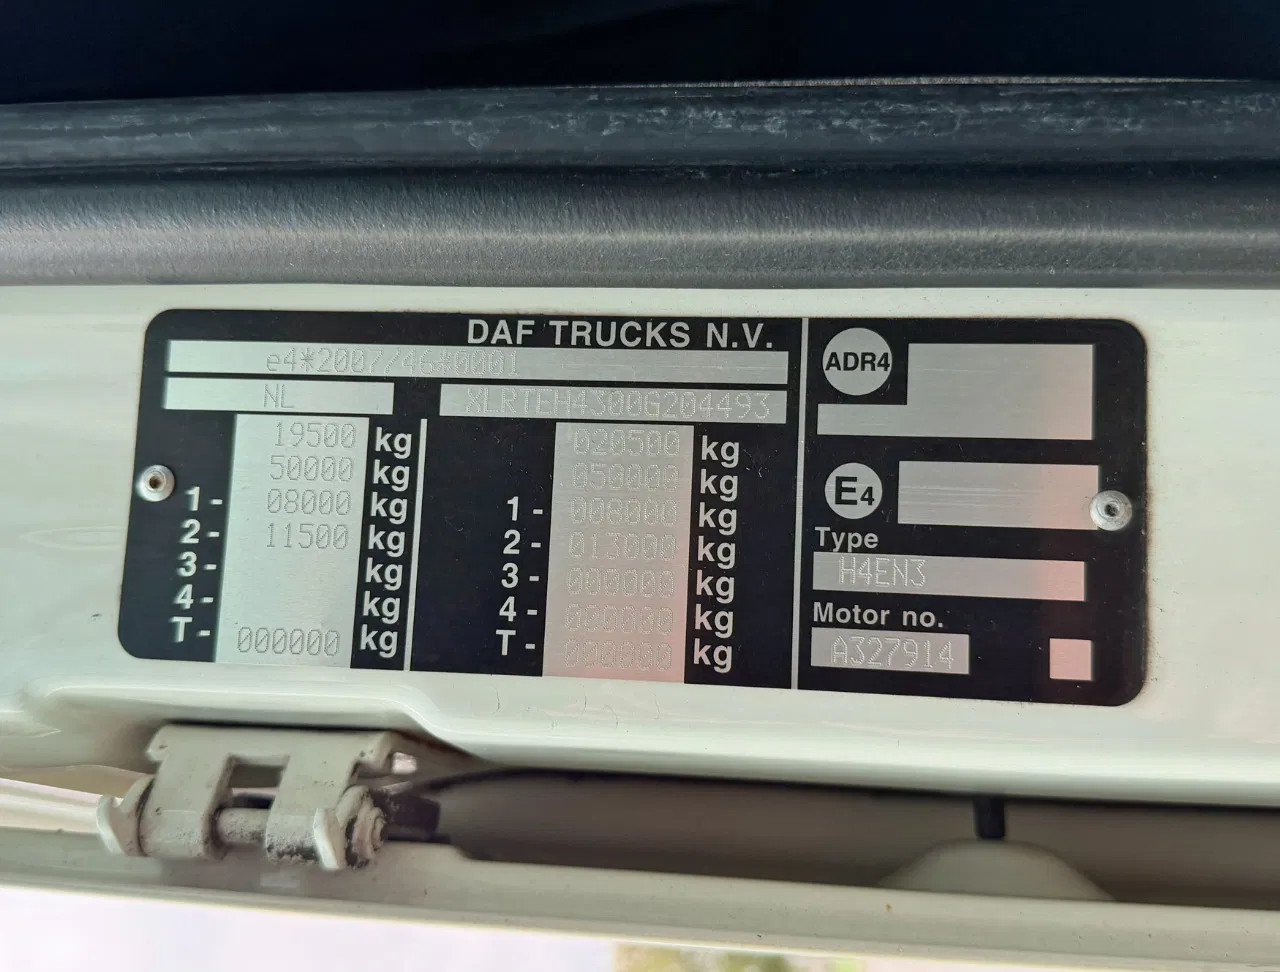 DAF TRUCKS N.V.
e4*2007/46*0001
NL
XLRTEH4300G204493
19500 kg
50000 kg
1 - 08000 kg
2 - 11500 kg
3 - kg
4 - kg
T - 000000 kg
020500 kg
050000 kg
1 - 008000 kg
2 - 013000 kg
3 - 000000 kg
4 - 000000 kg
T - 000000 kg
ADR4
E4
Type
H4EN3
Motor no.
A327914